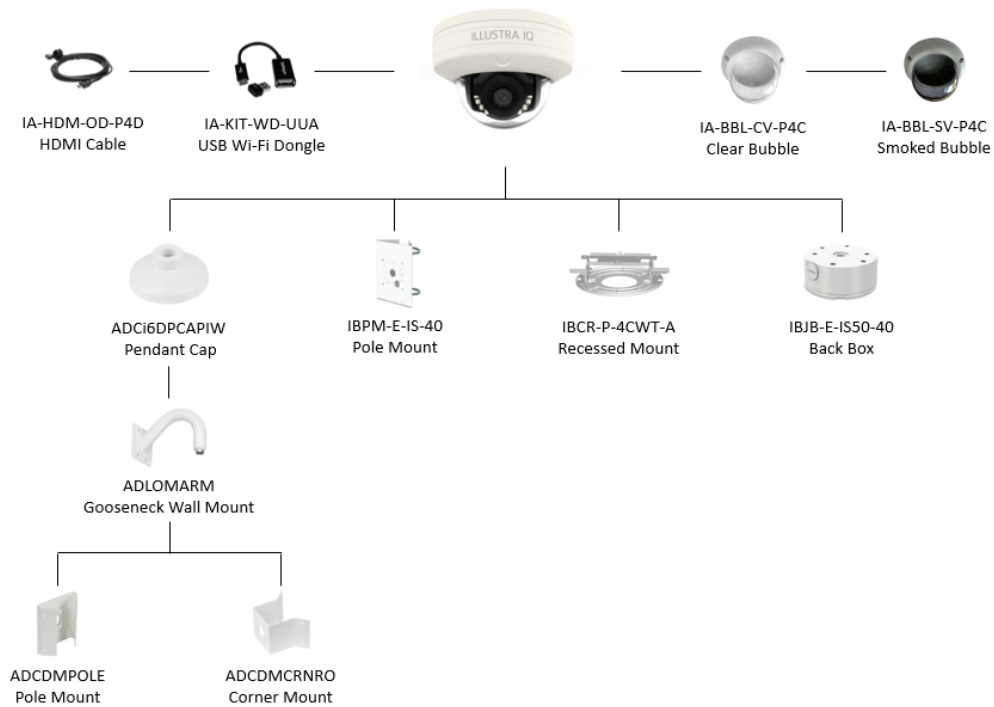 ILLUSTRA IQ
IA-HDM-OD-P4D
HDMI Cable
IA-KIT-WD-UUA
USB Wi-Fi Dongle
IA-BBL-CV-P4C
Clear Bubble
IA-BBL-SV-P4C
Smoked Bubble
ADCi6DPCAPIW
Pendant Cap
IBPM-E-IS-40
Pole Mount
IBCR-P-4CWT-A
Recessed Mount
IBJB-E-IS50-40
Back Box
ADLOMARM
Gooseneck Wall Mount
ADCDMPOLE
Pole Mount
ADCDMCRNRO
Corner Mount